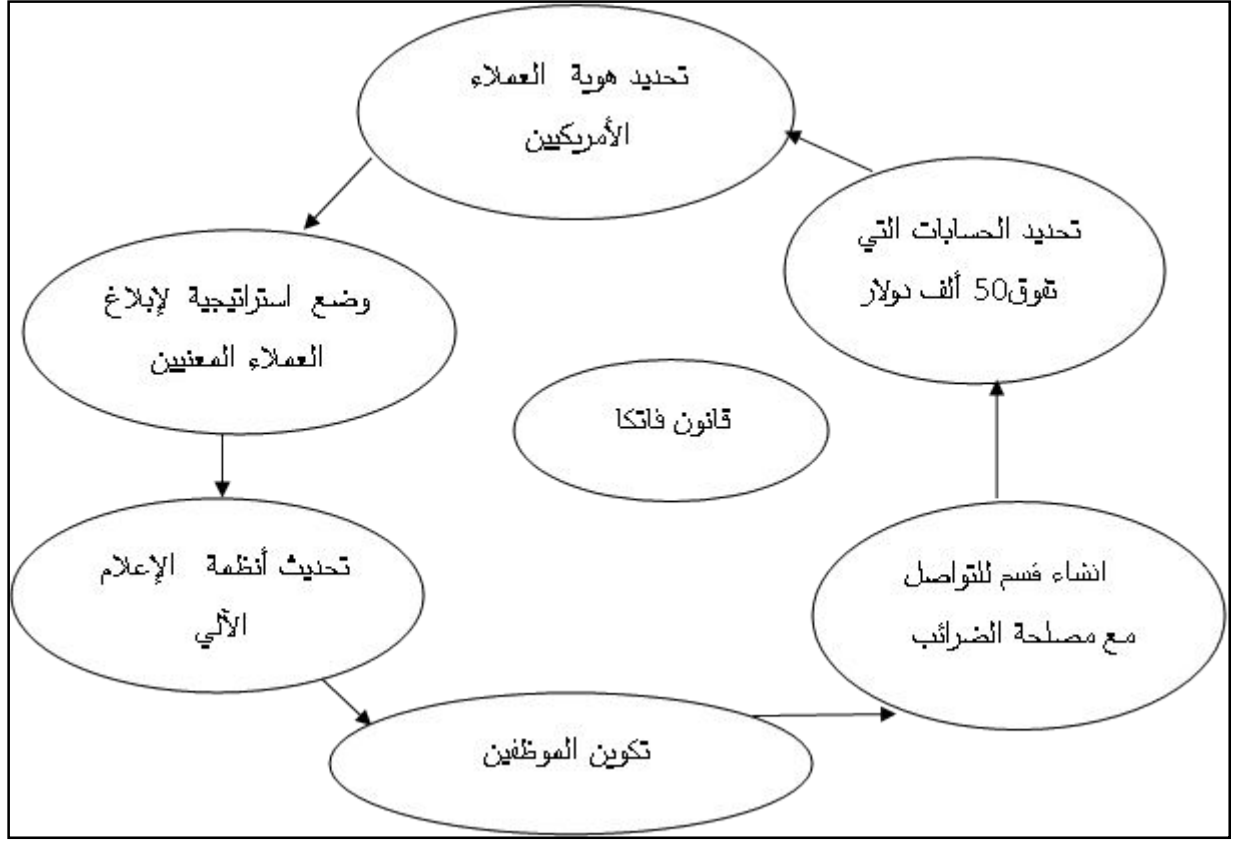 تحديد هوية العملاء
الأمريكيين
تحديد الحسابات التي
تفوق50 ألف دولار
وضع استراتيجية لإبلاغ
العملاء المعنيين
قانون فاتكا
تحديث أنظمة الإعلام
الآلي
انشاء قسم للتواصل
مع مصلحة الضرائب
تكوين الموظفين